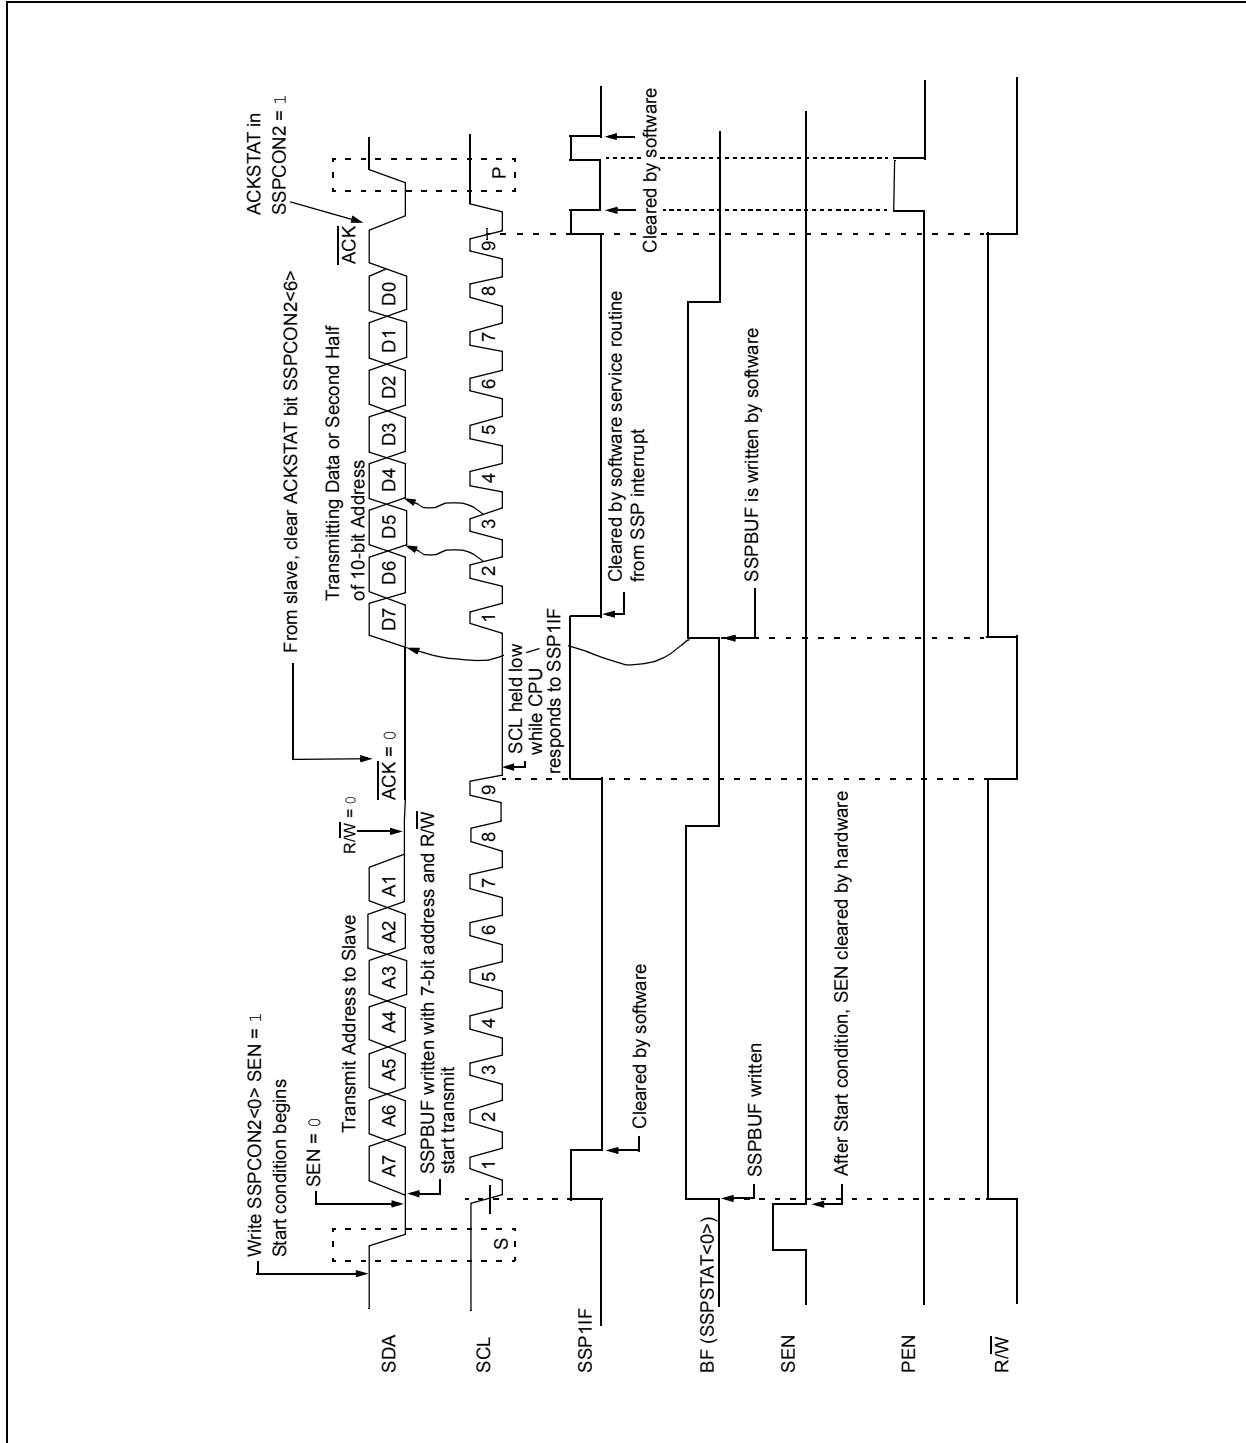 Write SSPCON2<0> SEN = 1
Start condition begins
SEN = 0
From slave, clear ACKSTAT bit SSPCON2<6>
ACKSTAT in
SSPCON2 = 1
Transmit Address to Slave
R/W = 0
ACK = 0
Transmitting Data or Second Half
of 10-bit Address
ACK
SDA
A7 A6 A5 A4 A3 A2 A1
D7 D6 D5 D4 D3 D2 D1 D0
SSPBUF written with 7-bit address and R/W
start transmit
SCL
S
1 2 3 4 5 6 7 8 9
1 2 3 4 5 6 7 8 9
P
SCL held low
while CPU
responds to SSP1IF
SSP1IF
Cleared by software
Cleared by software service routine
from SSP interrupt
Cleared by software
BF (SSPSTAT<0>)
SSPBUF written
SSPBUF is written by software
SEN
After Start condition, SEN cleared by hardware
PEN
R/W